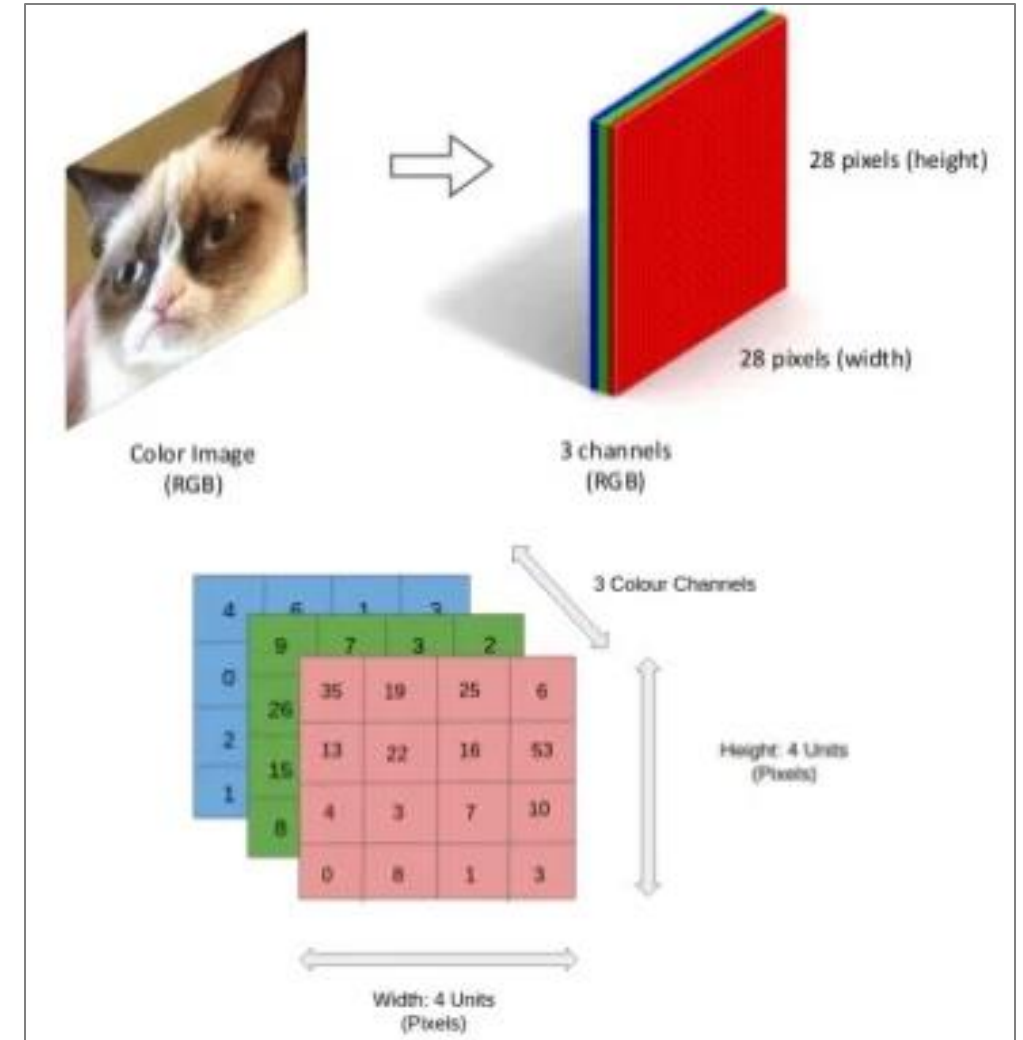 28 pixels (height)
28 pixels (width)
Color Image
(RGB)
3 channels
(RGB)
3 Colour Channels
4 6 1 3
0
2
1
9 7 3 2
26
15
8
35 19 25 6
13 22 16 53
4 3 7 10
0 8 1 3
Height: 4 Units
(Pixels)
Width: 4 Units
(Pixels)